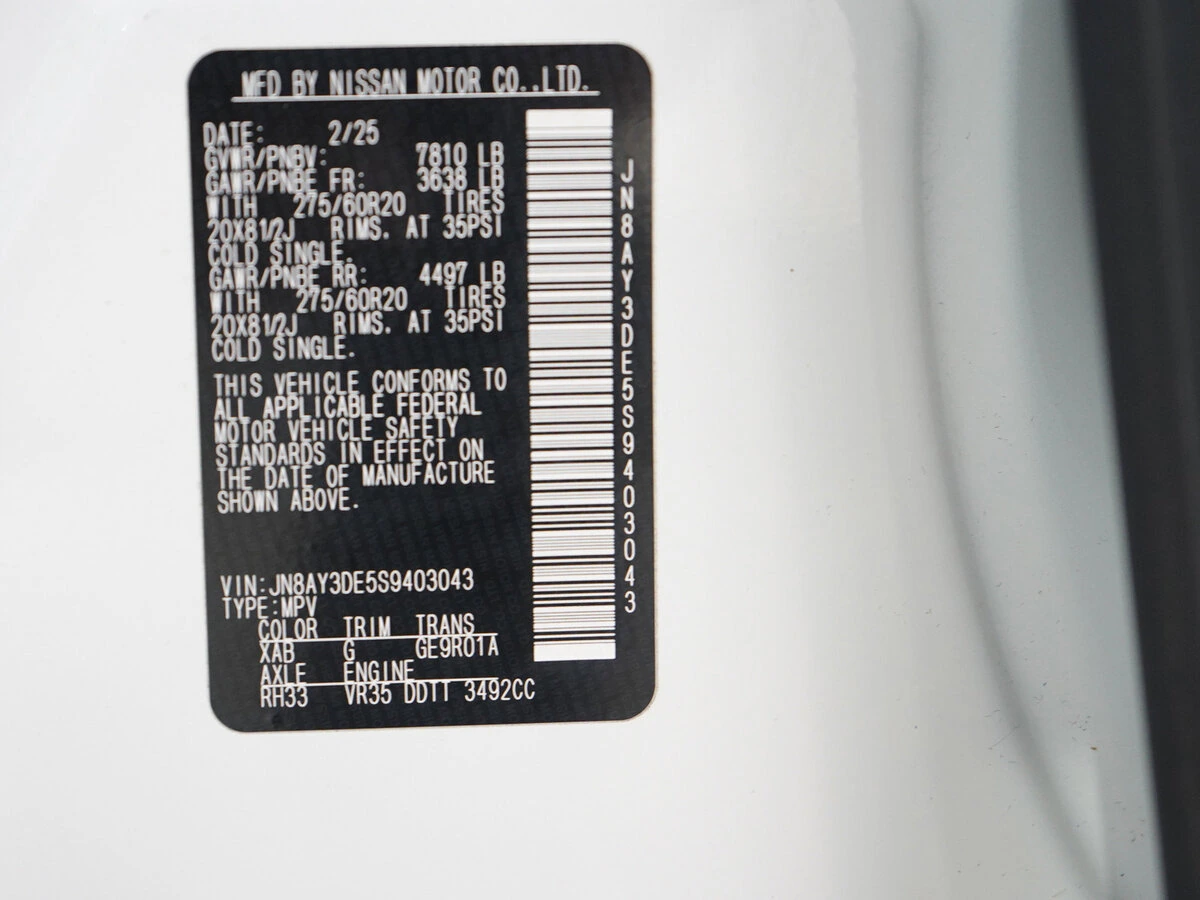 MFD BY NISSAN MOTOR CO.,LTD.
DATE: 2/25
GVWR/PNBV: 7810 LB
GAWR/PNBE FR: 3638 LB
WITH 275/60R20 TIRES
20X81/2J RIMS. AT 35PSI
COLD SINGLE.
GAWR/PNBE RR: 4497 LB
WITH 275/60R20 TIRES
20X81/2J RIMS. AT 35PSI
COLD SINGLE.
THIS VEHICLE CONFORMS TO
ALL APPLICABLE FEDERAL
MOTOR VEHICLE SAFETY
STANDARDS IN EFFECT ON
THE DATE OF MANUFACTURE
SHOWN ABOVE.
VIN:JN8AY3DE5S9403043
TYPE:MPV
COLOR TRIM TRANS
XAB G GE9R01A
AXLE ENGINE
RH33 VR35 DDTT 3492CC
JN8AY3DE5S9403043